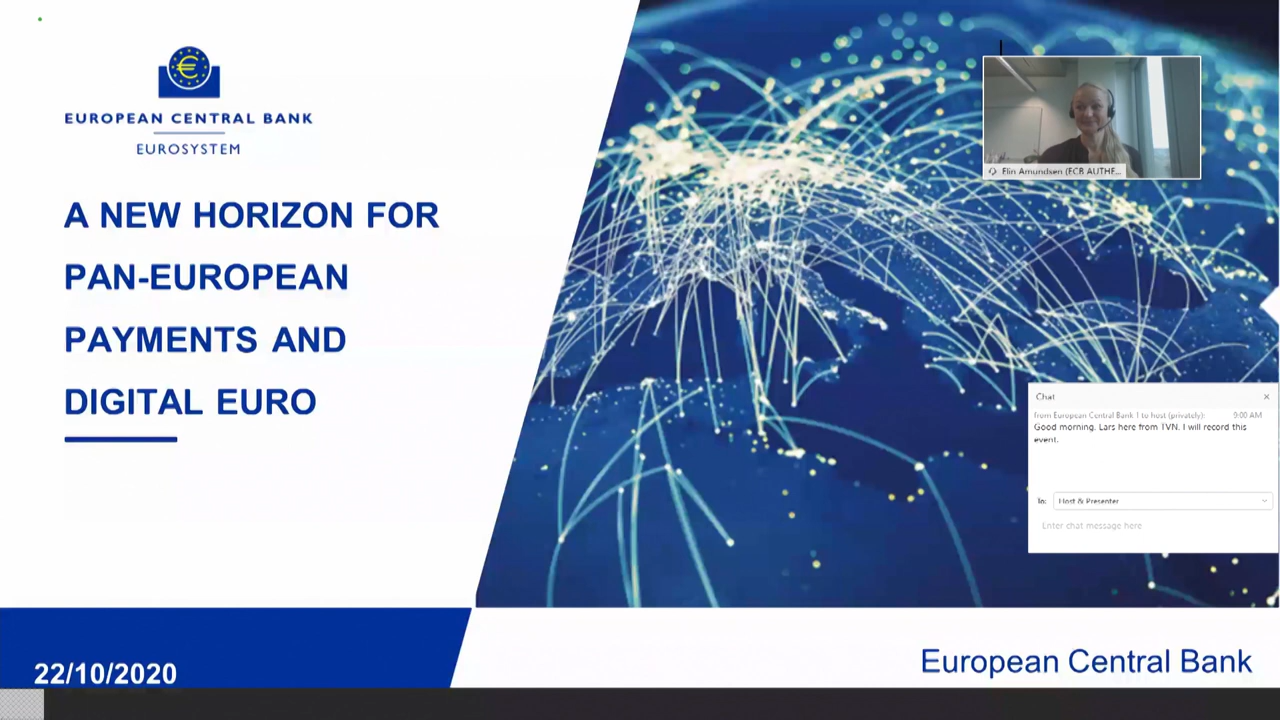 EUROPEAN CENTRAL BANK
EUROSYSTEM
A NEW HORIZON FOR
PAN-EUROPEAN
PAYMENTS AND
DIGITAL EURO
22/10/2020
European Central Bank
Elin Amundsen (ECB AUTHE...
Chat
from European Central Bank 1 to host (privately): 9:00 AM
Good morning. Lars here from TVN. I will record this
event.
To: Host & Presenter
Enter chat message here